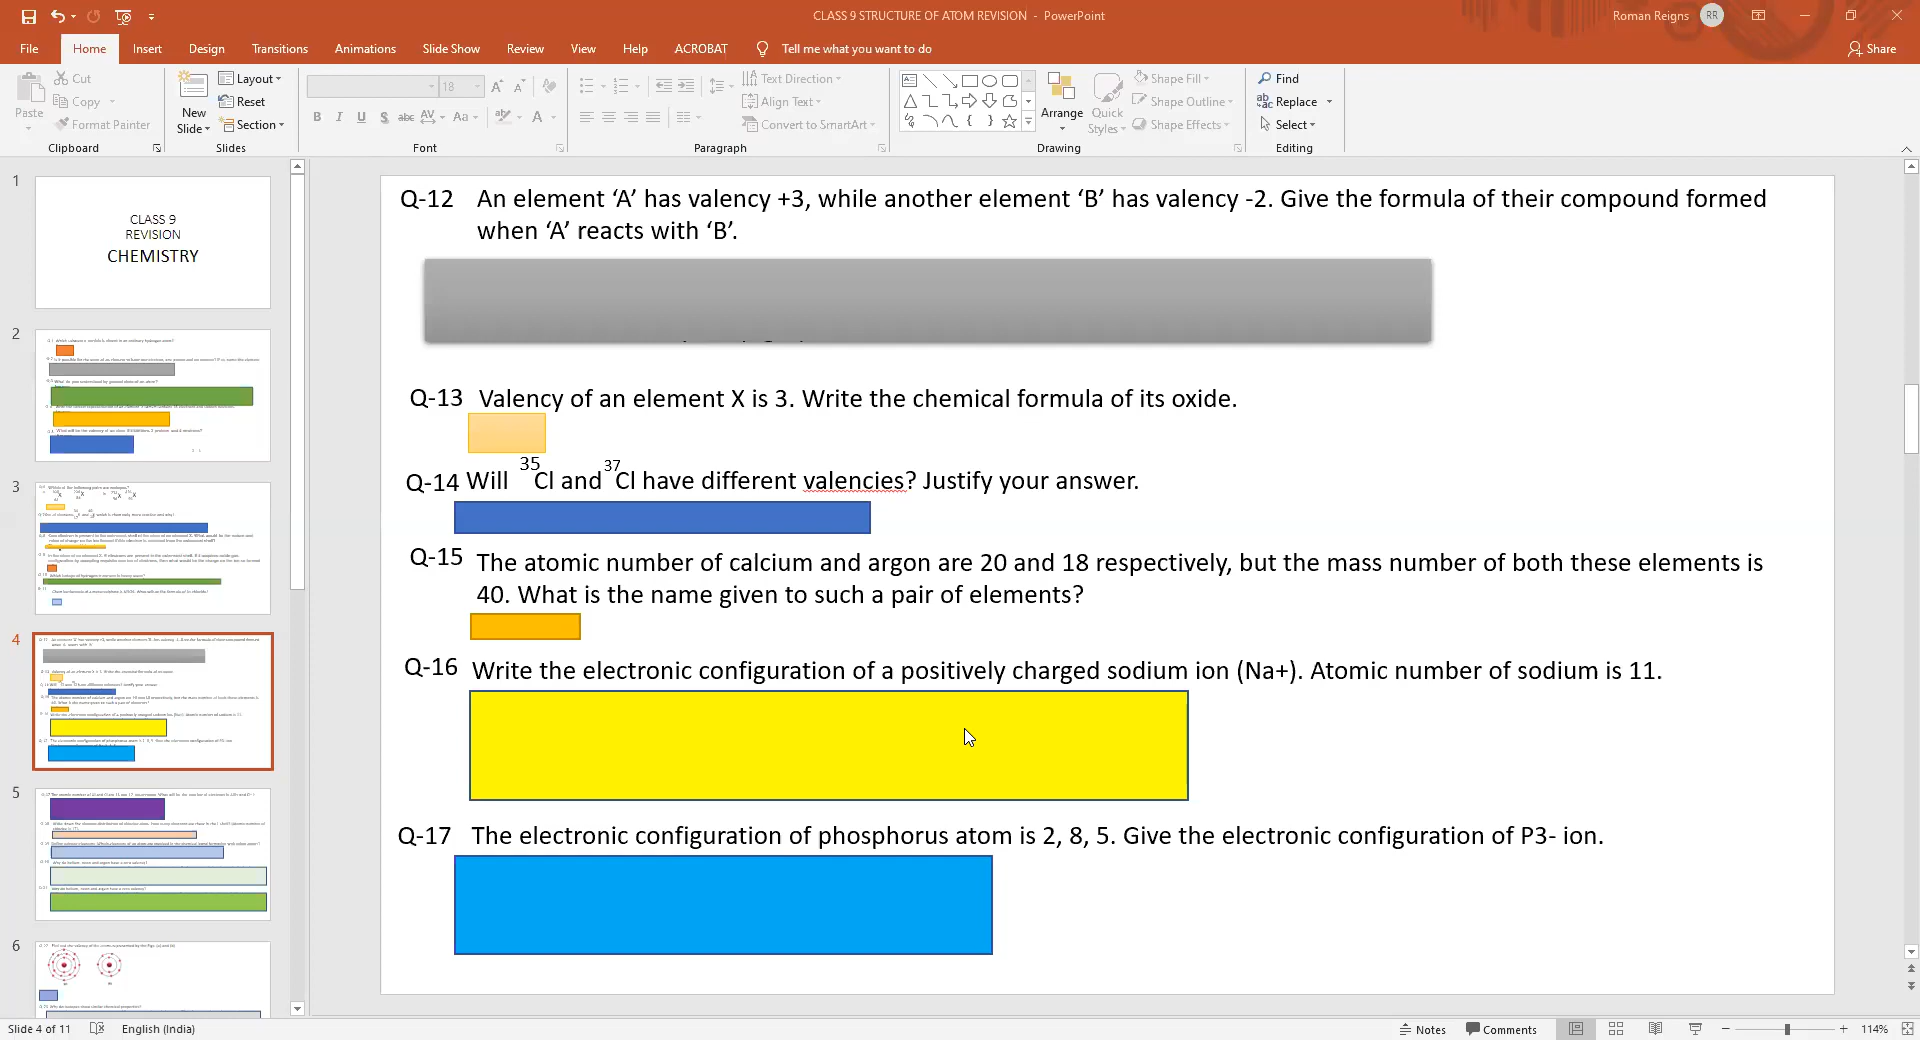 CLASS 9 STRUCTURE OF ATOM REVISION - PowerPoint
Roman Reigns RR
File Home Insert Design Transitions Animations Slide Show Review View Help ACROBAT Tell me what you want to do Share
Paste Cut Copy Format Painter
Clipboard
New Slide Layout Reset Section
Slides
18
B I U S abc AV Aa A
Font
Text Direction Align Text Convert to SmartArt
Paragraph
Arrange Quick Styles Shape Fill Shape Outline Shape Effects
Drawing
Find Replace Select
Editing
1
CLASS 9
REVISION
CHEMISTRY
2
3
4
5
6
Q-12 An element ‘A’ has valency +3, while another element ‘B’ has valency -2. Give the formula of their compound formed
when ‘A’ reacts with ‘B’.
Q-13 Valency of an element X is 3. Write the chemical formula of its oxide.
Q-14 Will 35Cl and 37Cl have different valencies? Justify your answer.
Q-15 The atomic number of calcium and argon are 20 and 18 respectively, but the mass number of both these elements is
40. What is the name given to such a pair of elements?
Q-16 Write the electronic configuration of a positively charged sodium ion (Na+). Atomic number of sodium is 11.
Q-17 The electronic configuration of phosphorus atom is 2, 8, 5. Give the electronic configuration of P3- ion.
Slide 4 of 11 English (India) Notes Comments 114%